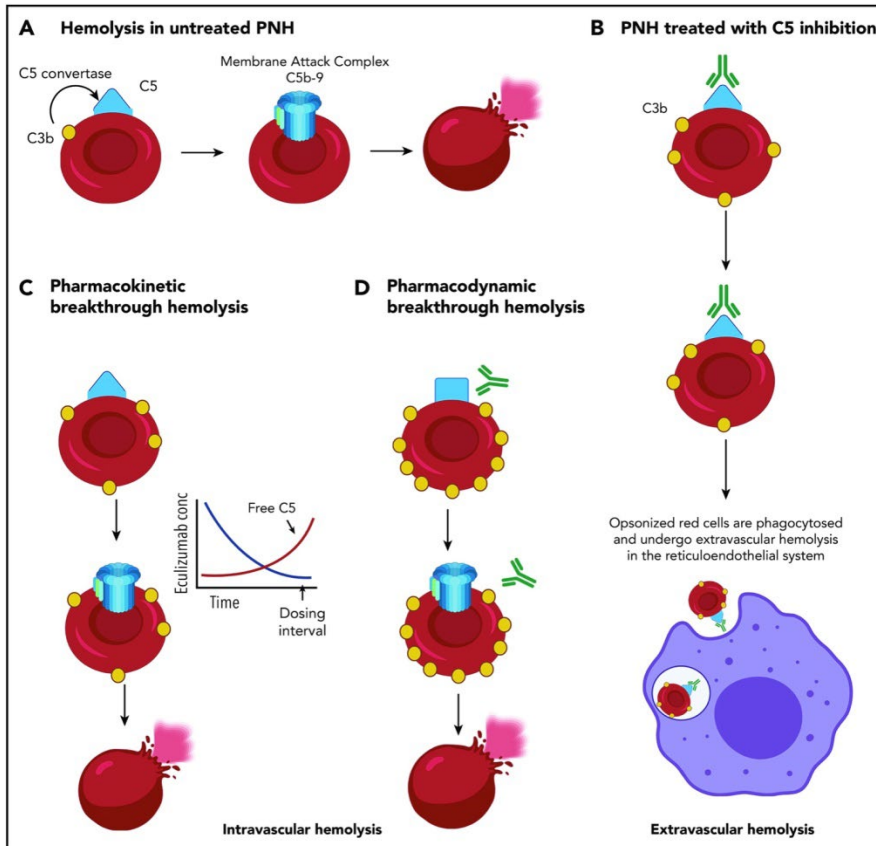 A Hemolysis in untreated PNH
C5 convertase
C5
C3b
Membrane Attack Complex
C5b-9
B PNH treated with C5 inhibition
C3b
Opsonized red cells are phagocytosed
and undergo extravascular hemolysis
in the reticuloendothelial system
Extravascular hemolysis
C Pharmacokinetic
breakthrough hemolysis
Eculizumab conc
Free C5
Time
Dosing
interval
D Pharmacodynamic
breakthrough hemolysis
Intravascular hemolysis